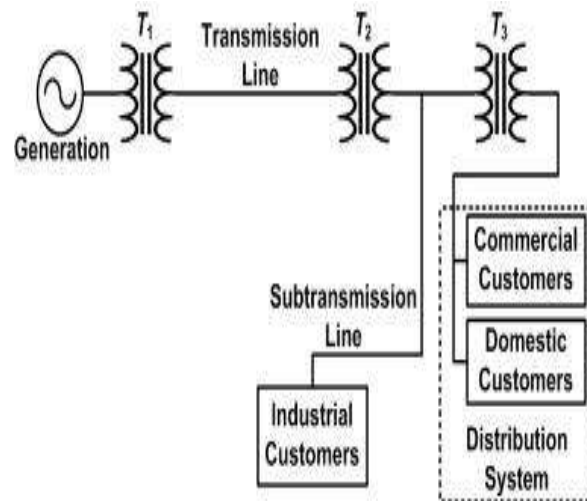 T1
Transmission
Line
T2
T3
Generation
Commercial
Customers
Subtransmission
Line
Domestic
Customers
Industrial
Customers
Distribution
System